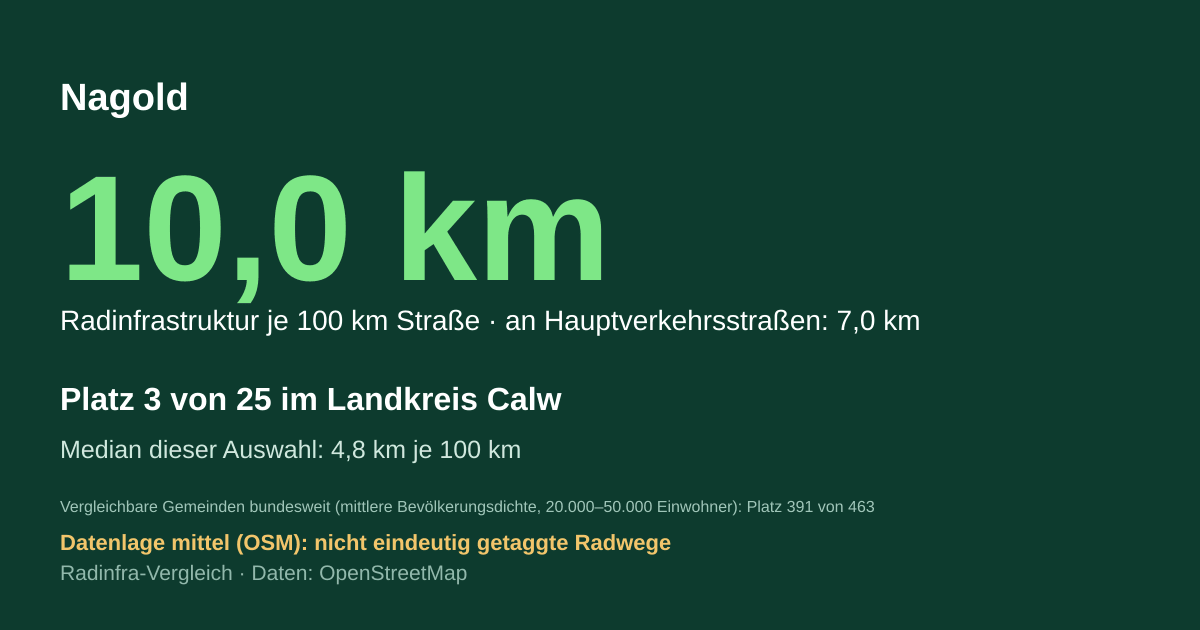 Nagold
10,0 km
Radinfrastruktur je 100 km Straße · an Hauptverkehrsstraßen: 7,0 km
Platz 3 von 25 im Landkreis Calw
Median dieser Auswahl: 4,8 km je 100 km
Vergleichbare Gemeinden bundesweit (mittlere Bevölkerungsdichte, 20.000–50.000 Einwohner): Platz 391 von 463
Datenlage mittel (OSM): nicht eindeutig getaggte Radwege
Radinfra-Vergleich · Daten: OpenStreetMap